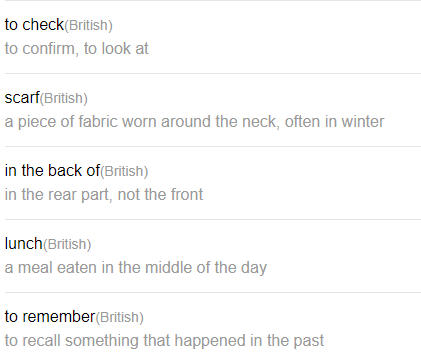 to check(British)
to confirm, to look at
scarf(British)
a piece of fabric worn around the neck, often in winter
in the back of(British)
in the rear part, not the front
lunch(British)
a meal eaten in the middle of the day
to remember(British)
to recall something that happened in the past